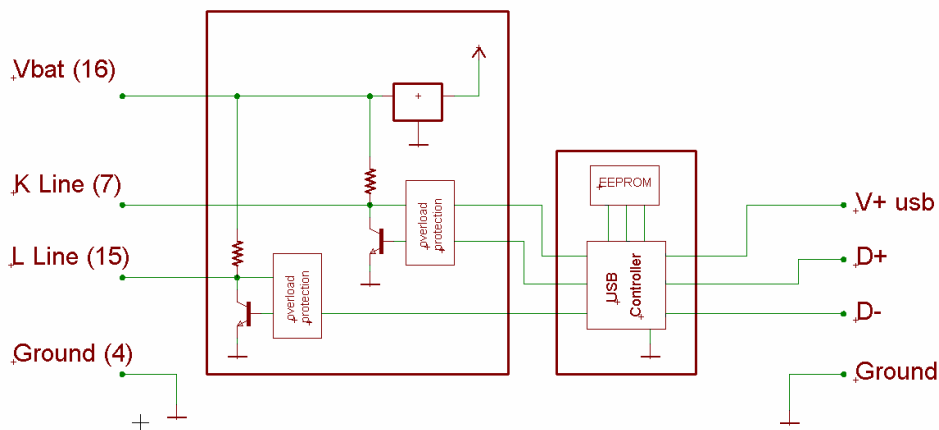 Vbat (16)
K Line (7)
L Line (15)
Ground (4)
+
overload
protection
overload
protection
EEPROM
USB
Controller
V+ usb
D+
D-
Ground